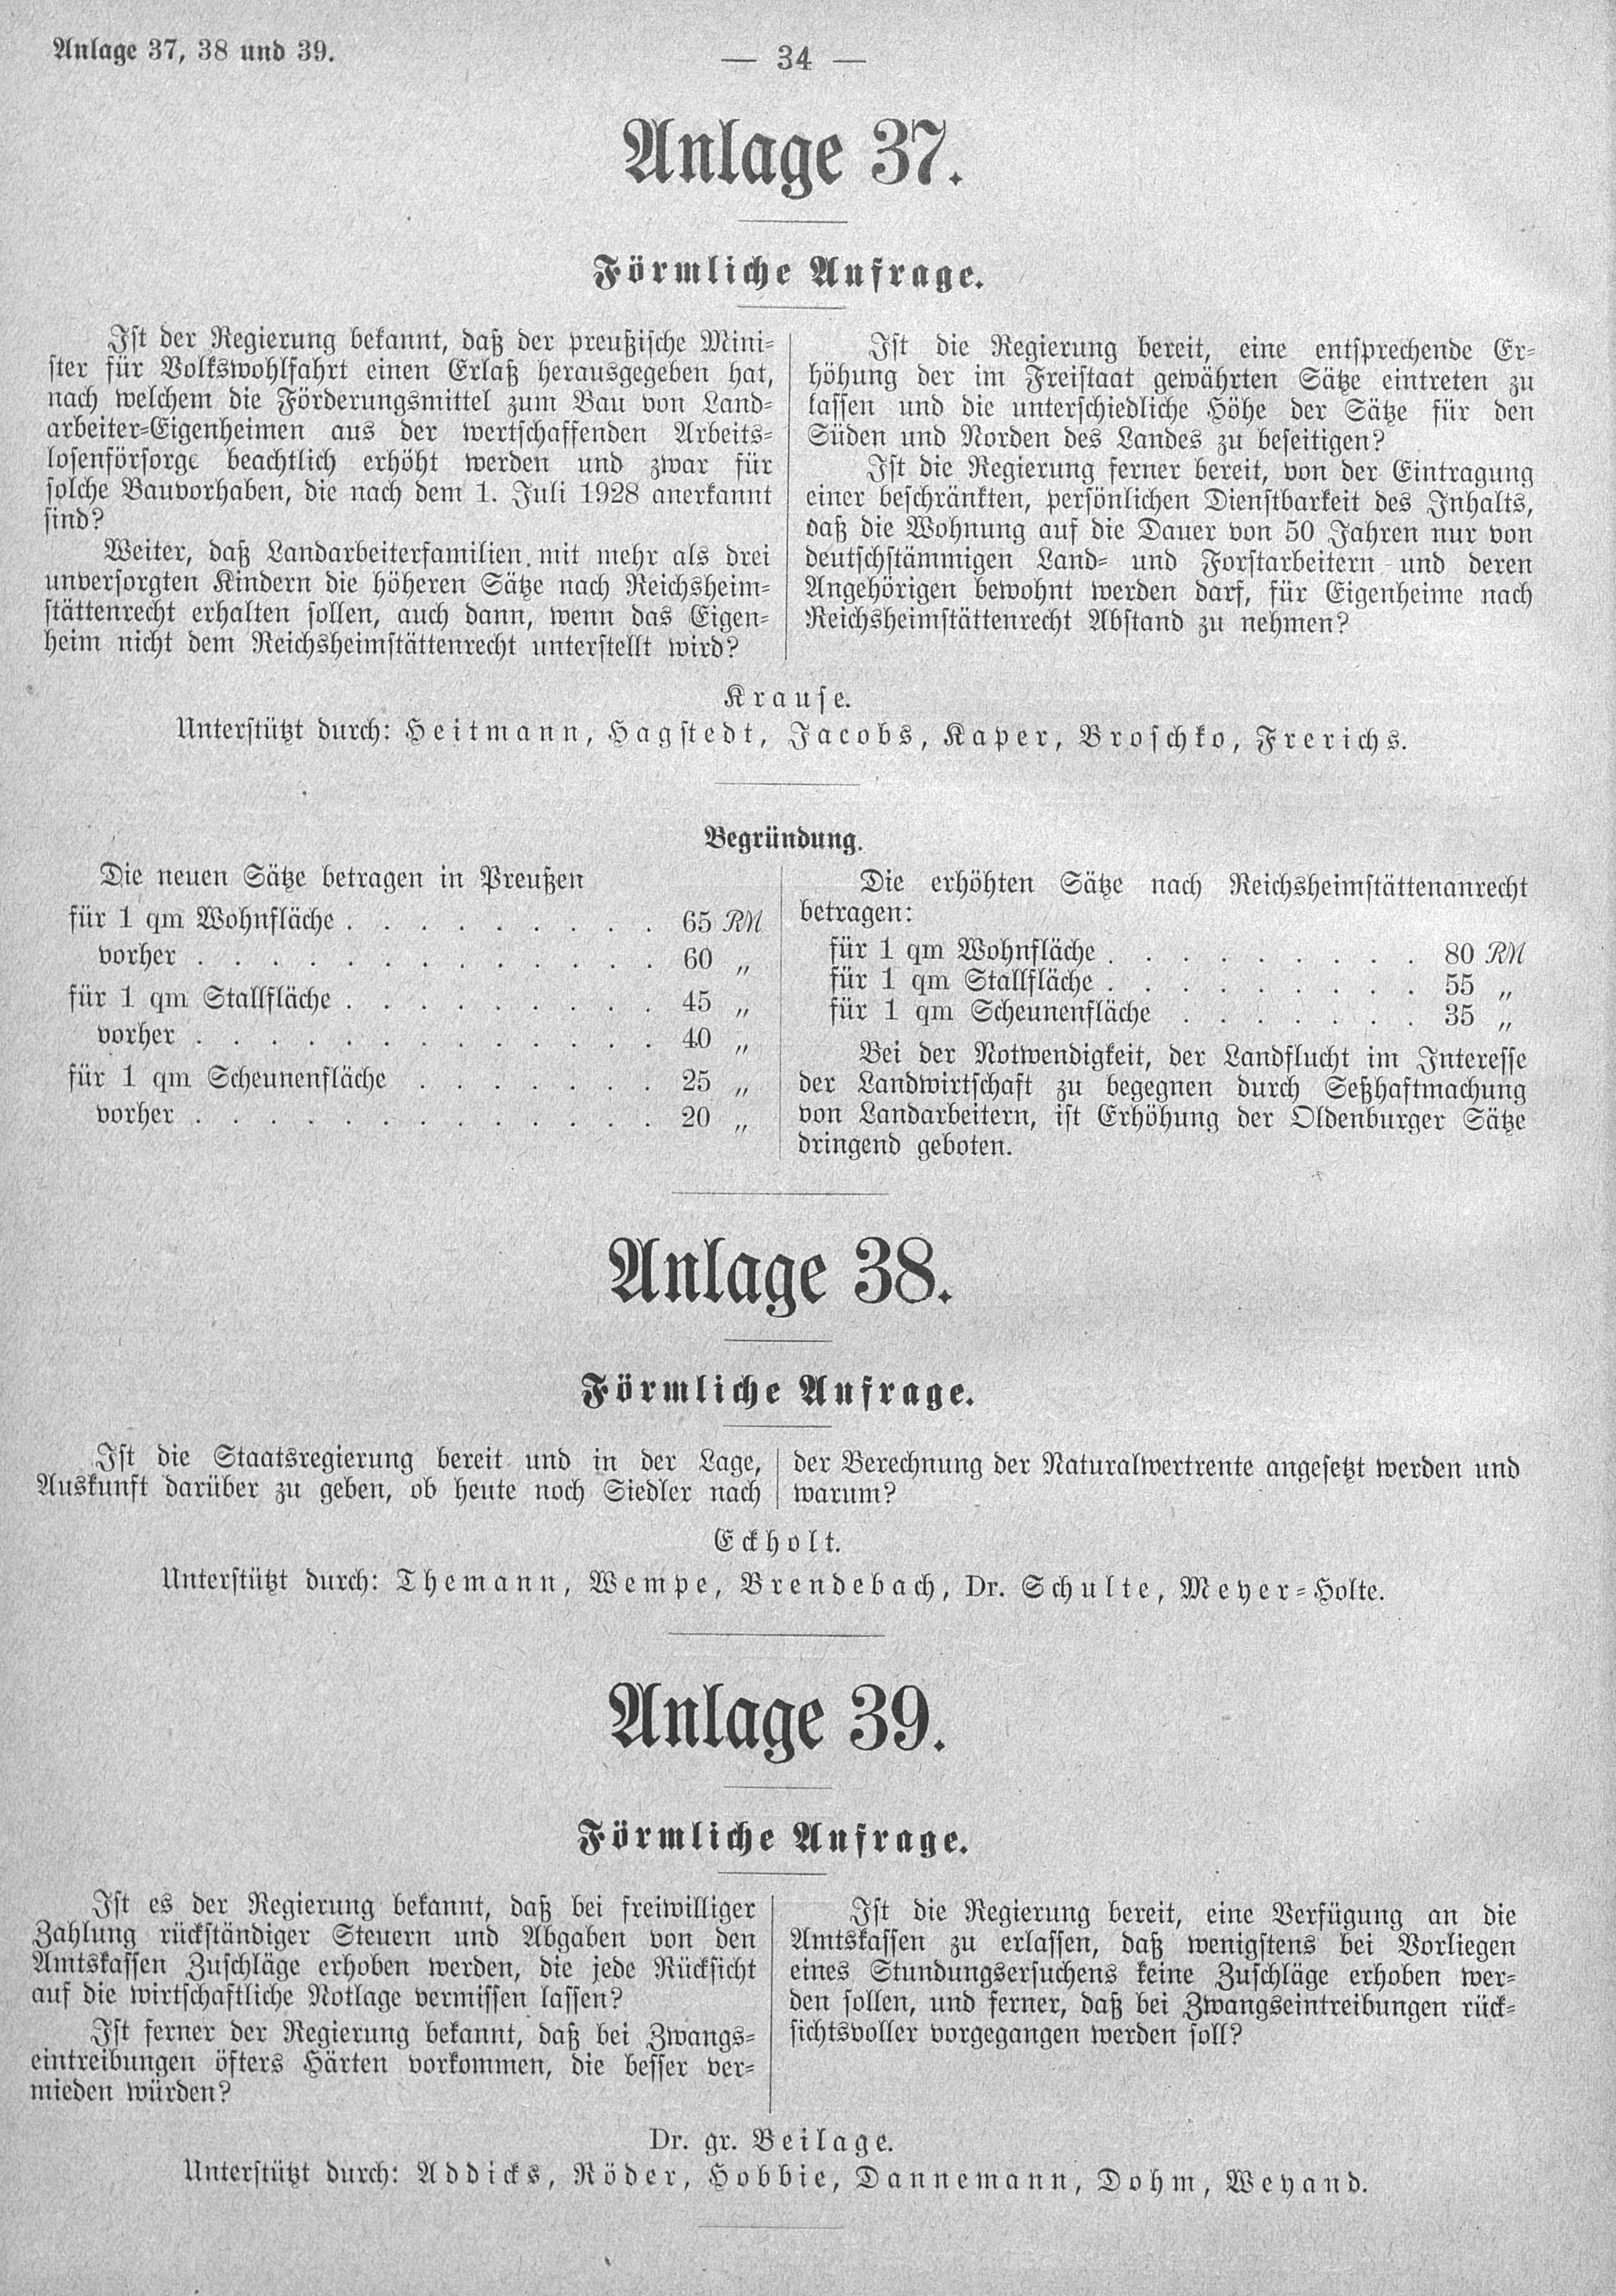 Anlage 37, 38 und 39.
— 34 —
Anlage 37.
Förmliche Anfrage.
Ist der Regierung bekannt, daß der preußische Mini-
ster für Volkswohlfahrt einen Erlaß herausgegeben hat,
nach welchem die Förderungsmittel zum Bau von Land-
arbeiter-Eigenheimen aus der wertschaffenden Arbeits-
losenförsorge beachtlich erhöht werden und zwar für
solche Bauvorhaben, die nach dem 1. Juli 1928 anerkannt
sind?
Weiter, daß Landarbeiterfamilien mit mehr als drei
unversorgten Kindern die höheren Sätze nach Reichsheim-
stättenrecht erhalten sollen, auch dann, wenn das Eigen-
heim nicht dem Reichsheimstättenrecht unterstellt wird?
Ist die Regierung bereit, eine entsprechende Er-
höhung der im Freistaat gewährten Sätze eintreten zu
lassen und die unterschiedliche Höhe der Sätze für den
Süden und Norden des Landes zu beseitigen?
Ist die Regierung ferner bereit, von der Eintragung
einer beschränkten, persönlichen Dienstbarkeit des Inhalts,
daß die Wohnung auf die Dauer von 50 Jahren nur von
deutschstämmigen Land- und Forstarbeitern und deren
Angehörigen bewohnt werden darf, für Eigenheime nach
Reichsheimstättenrecht Abstand zu nehmen?
Krause.
Unterstützt durch: Heitmann, Hagstedt, Jacobs, Kaper, Broschko, Frerichs.
Begründung.
Die neuen Sätze betragen in Preußen
für 1 qm Wohnfläche . . . . . . . . . 65 RM
vorher . . . . . . . . . . . . . 60 „
für 1 qm Stallfläche . . . . . . . . . 45 „
vorher . . . . . . . . . . . . . 40 „
für 1 qm Scheunenfläche . . . . . . . 25 „
vorher . . . . . . . . . . . . . 20 „
Die erhöhten Sätze nach Reichsheimstättenanrecht
betragen:
für 1 qm Wohnfläche . . . . . . . . . 80 RM
für 1 qm Stallfläche . . . . . . . . . 55 „
für 1 qm Scheunenfläche . . . . . . . 35 „
Bei der Notwendigkeit, der Landflucht im Interesse
der Landwirtschaft zu begegnen durch Seßhaftmachung
von Landarbeitern, ist Erhöhung der Oldenburger Sätze
dringend geboten.
Anlage 38.
Förmliche Anfrage.
Ist die Staatsregierung bereit und in der Lage,
Auskunft darüber zu geben, ob heute noch Siedler nach
der Berechnung der Naturalwertrente angesetzt werden und
warum?
Eckholt.
Unterstützt durch: Themann, Wempe, Brendebach, Dr. Schulte, Meyer-Holte.
Anlage 39.
Förmliche Anfrage.
Ist es der Regierung bekannt, daß bei freiwilliger
Zahlung rückständiger Steuern und Abgaben von den
Amtskassen Zuschläge erhoben werden, die jede Rücksicht
auf die wirtschaftliche Notlage vermissen lassen?
Ist ferner der Regierung bekannt, daß bei Zwangs-
eintreibungen öfters Härten vorkommen, die besser ver-
mieden würden?
Ist die Regierung bereit, eine Verfügung an die
Amtskassen zu erlassen, daß wenigstens bei Vorliegen
eines Stundungsersuchens keine Zuschläge erhoben wer-
den sollen, und ferner, daß bei Zwangseintreibungen rück-
sichtsvoller vorgegangen werden soll?
Dr. gr. Beilage.
Unterstützt durch: Addicks, Röder, Hobbie, Dannemann, Dohm, Weyand.